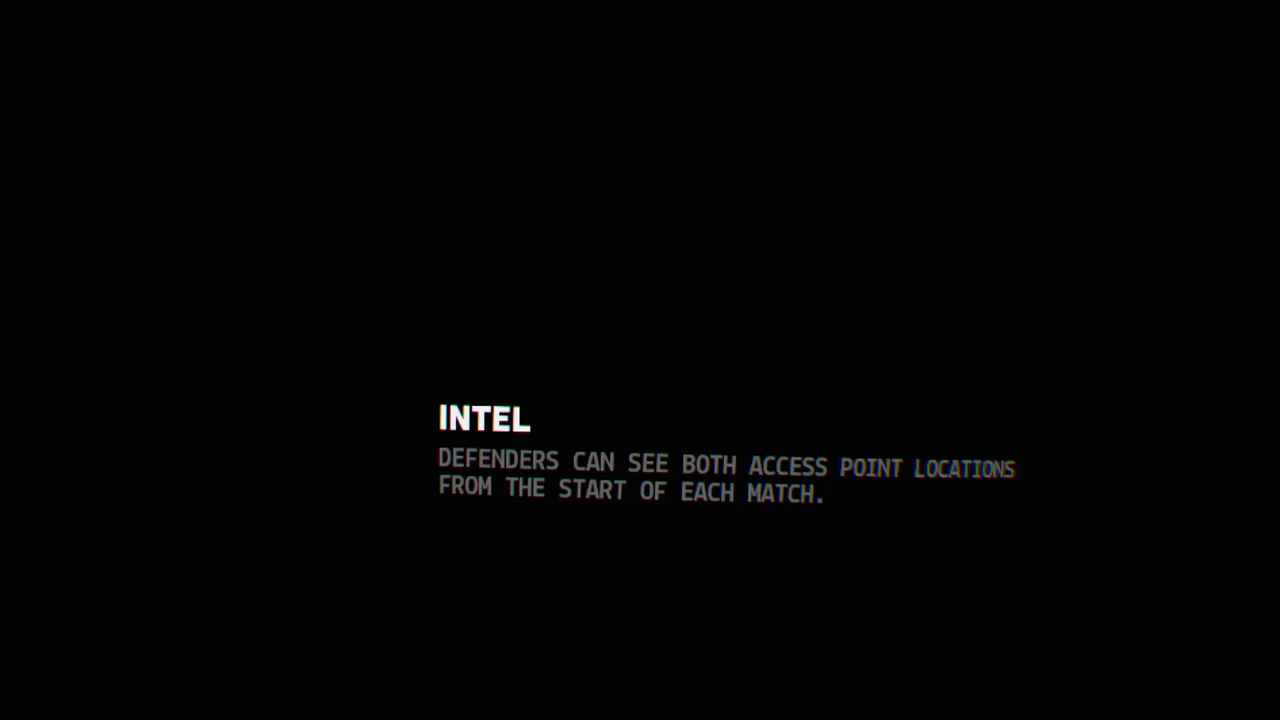 INTEL
DEFENDERS CAN SEE BOTH ACCESS POINT LOCATIONS
FROM THE START OF EACH MATCH.